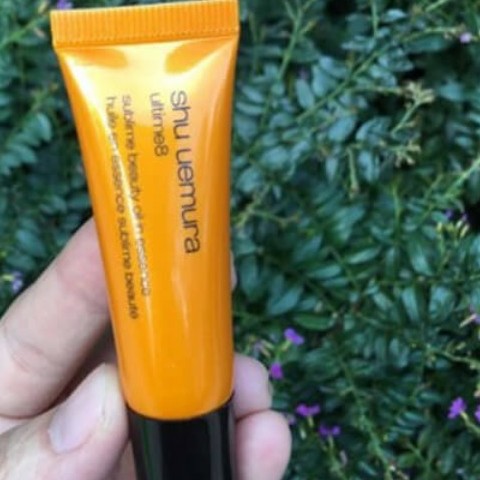 shu uemura
ultime8
sublime beauty oil in essence
huile en essence sublime beauté